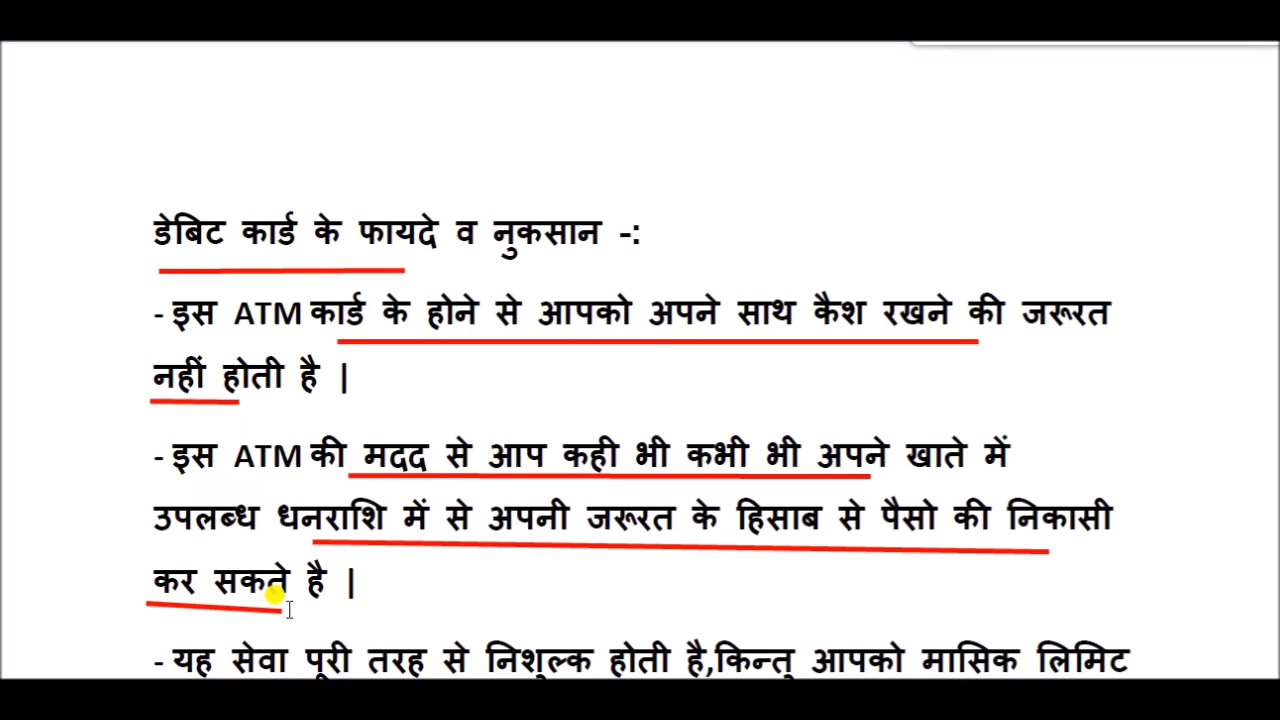 डेबिट कार्ड के फायदे व नुकसान -:
- इस ATM कार्ड के होने से आपको अपने साथ कैश रखने की जरूरत
नहीं होती है |
- इस ATM की मदद से आप कही भी कभी भी अपने खाते में
उपलब्ध धनराशि में से अपनी जरूरत के हिसाब से पैसो की निकासी
कर सकते है |
- यह सेवा पूरी तरह से निशुल्क होती है,किन्तु आपको मासिक लिमिट